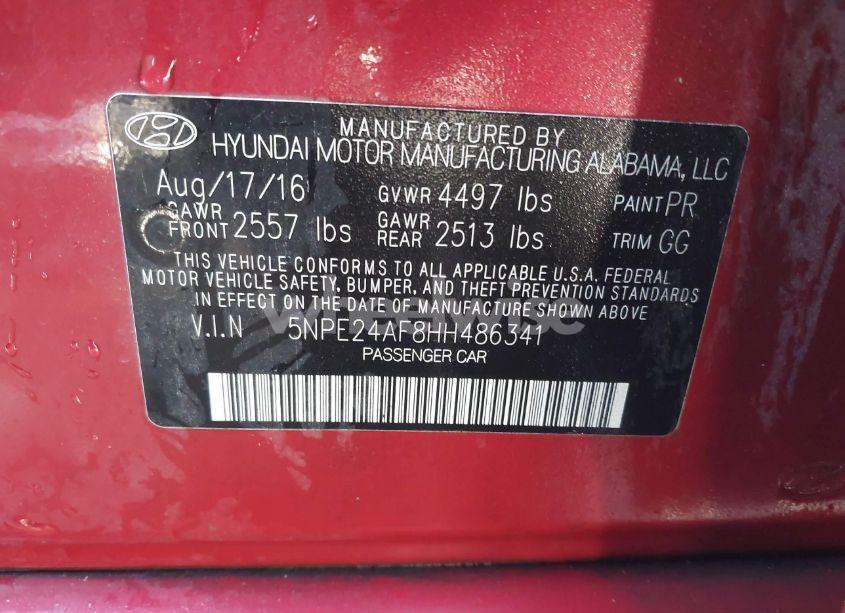 MANUFACTURED BY
HYUNDAI MOTOR MANUFACTURING ALABAMA, LLC
Aug/17/16 GVWR 4497 lbs PAINT PR
GAWR FRONT 2557 lbs GAWR REAR 2513 lbs TRIM GG
THIS VEHICLE CONFORMS TO ALL APPLICABLE U.S.A. FEDERAL
MOTOR VEHICLE SAFETY, BUMPER, AND THEFT PREVENTION STANDARDS
IN EFFECT ON THE DATE OF MANUFACTURE SHOWN ABOVE
V.I.N 5NPE24AF8HH486341
PASSENGER CAR